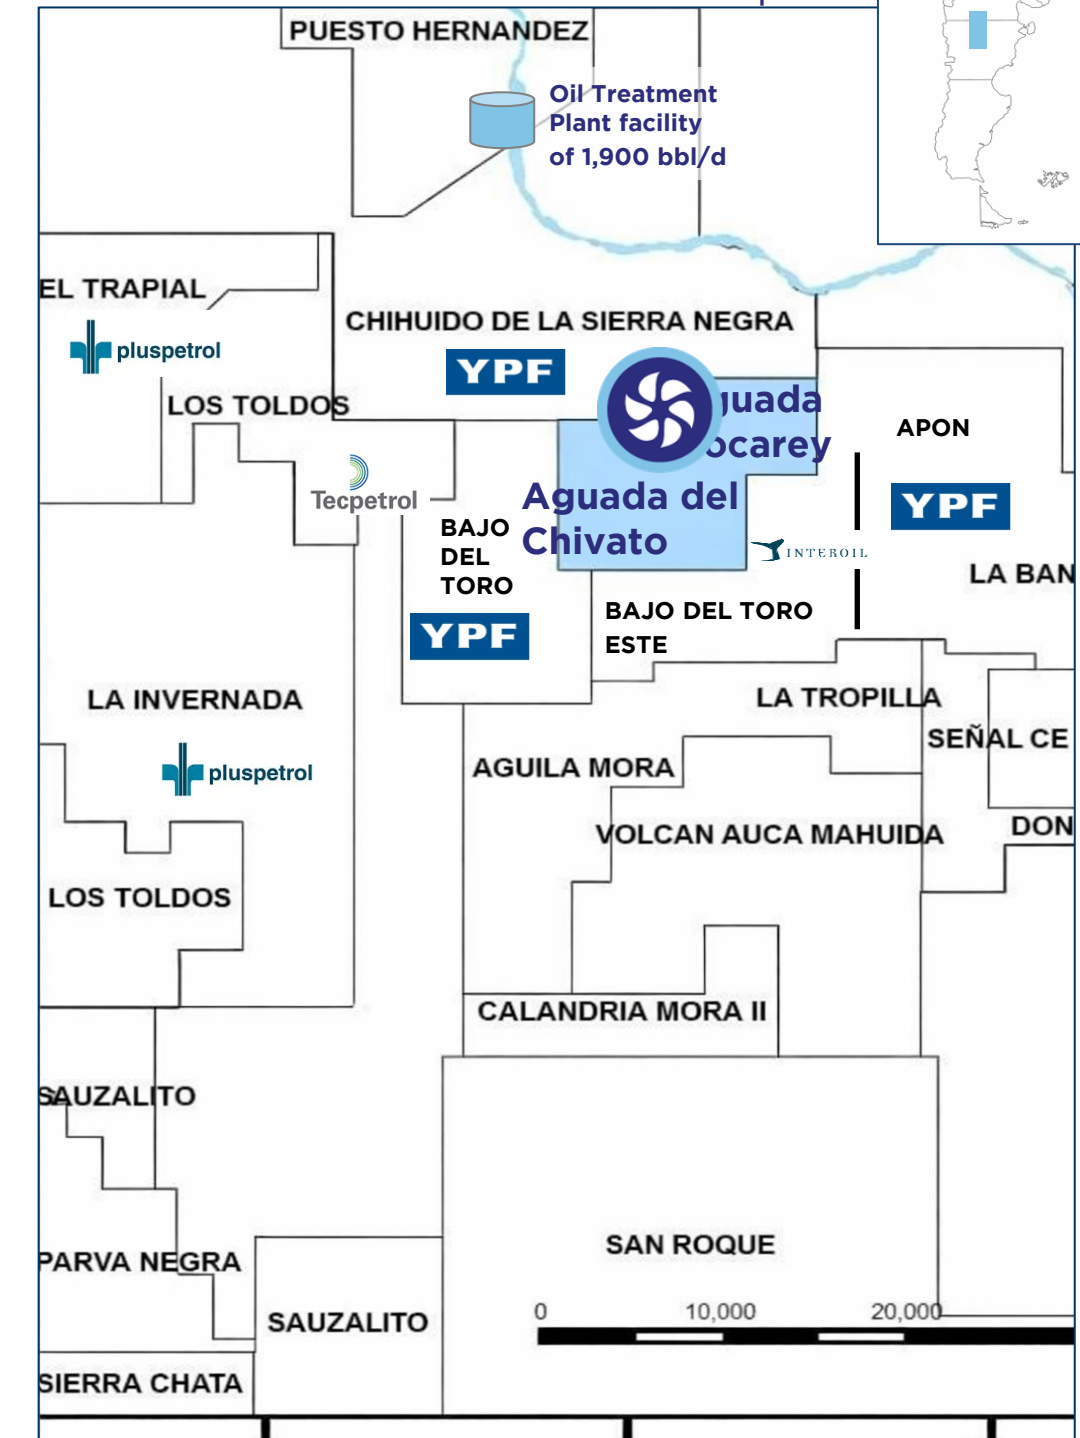 PUESTO HERNANDEZ
Oil Treatment
Plant facility
of 1,900 bbl/d
EL TRAPIAL
pluspetrol
CHIHUIDO DE LA SIERRA NEGRA
YPF
LOS TOLDOS
guada
ocarey
APON
Tecpetrol
Aguada del
Chivato
YPF
BAJO
DEL
TORO
INTEROIL
LA BAN
YPF
BAJO DEL TORO
ESTE
LA INVERNADA
LA TROPILLA
SEÑAL CE
pluspetrol
AGUILA MORA
VOLCAN AUCA MAHUIDA
DON
LOS TOLDOS
CALANDRIA MORA II
SAUZALITO
SAN ROQUE
PARVA NEGRA
0 10,000 20,000
SAUZALITO
SIERRA CHATA